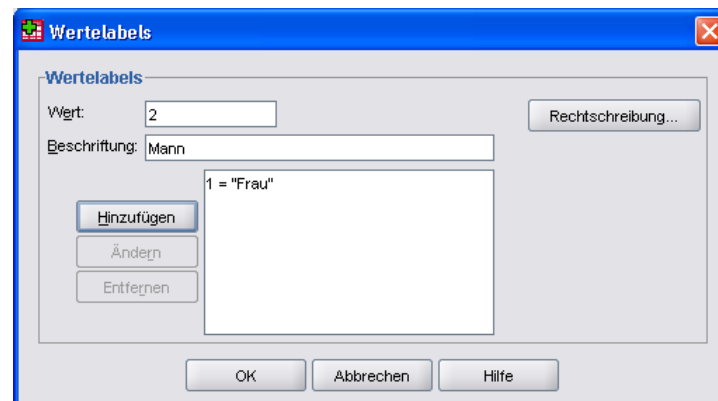 Wertelabels
Wertelabels
Wert: 2
Rechtschreibung...
Beschriftung: Mann
1 = "Frau"
Hinzufügen
Ändern
Entfernen
OK Abbrechen Hilfe